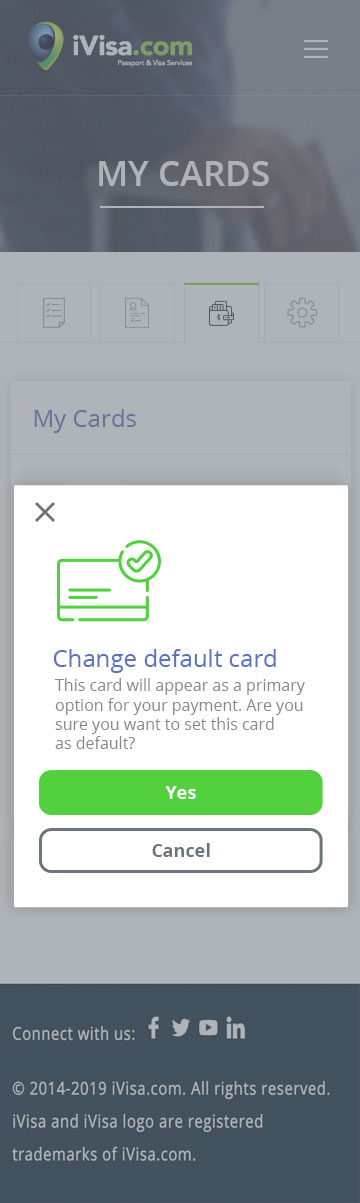 iVisa.com
Passport & Visa Services
MY CARDS
My Cards
Change default card
This card will appear as a primary
option for your payment. Are you
sure you want to set this card
as default?
Yes
Cancel
Connect with us:
© 2014-2019 iVisa.com. All rights reserved.
iVisa and iVisa logo are registered
trademarks of iVisa.com.